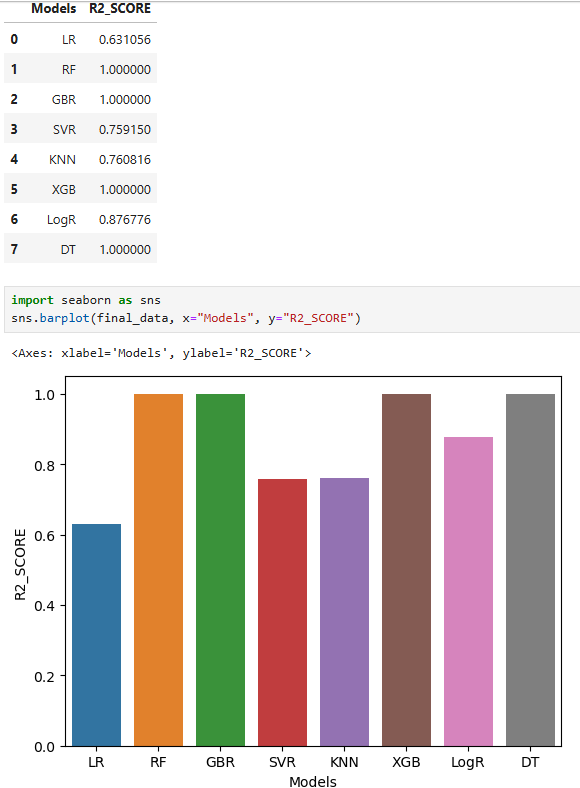 Models R2_SCORE
0 LR 0.631056
1 RF 1.000000
2 GBR 1.000000
3 SVR 0.759150
4 KNN 0.760816
5 XGB 1.000000
6 LogR 0.876776
7 DT 1.000000
import seaborn as sns
sns.barplot(final_data, x="Models", y="R2_SCORE")
<Axes: xlabel='Models', ylabel='R2_SCORE'>
1.0
0.8
0.6
0.4
0.2
0.0
R2_SCORE
LR RF GBR SVR KNN XGB LogR DT
Models